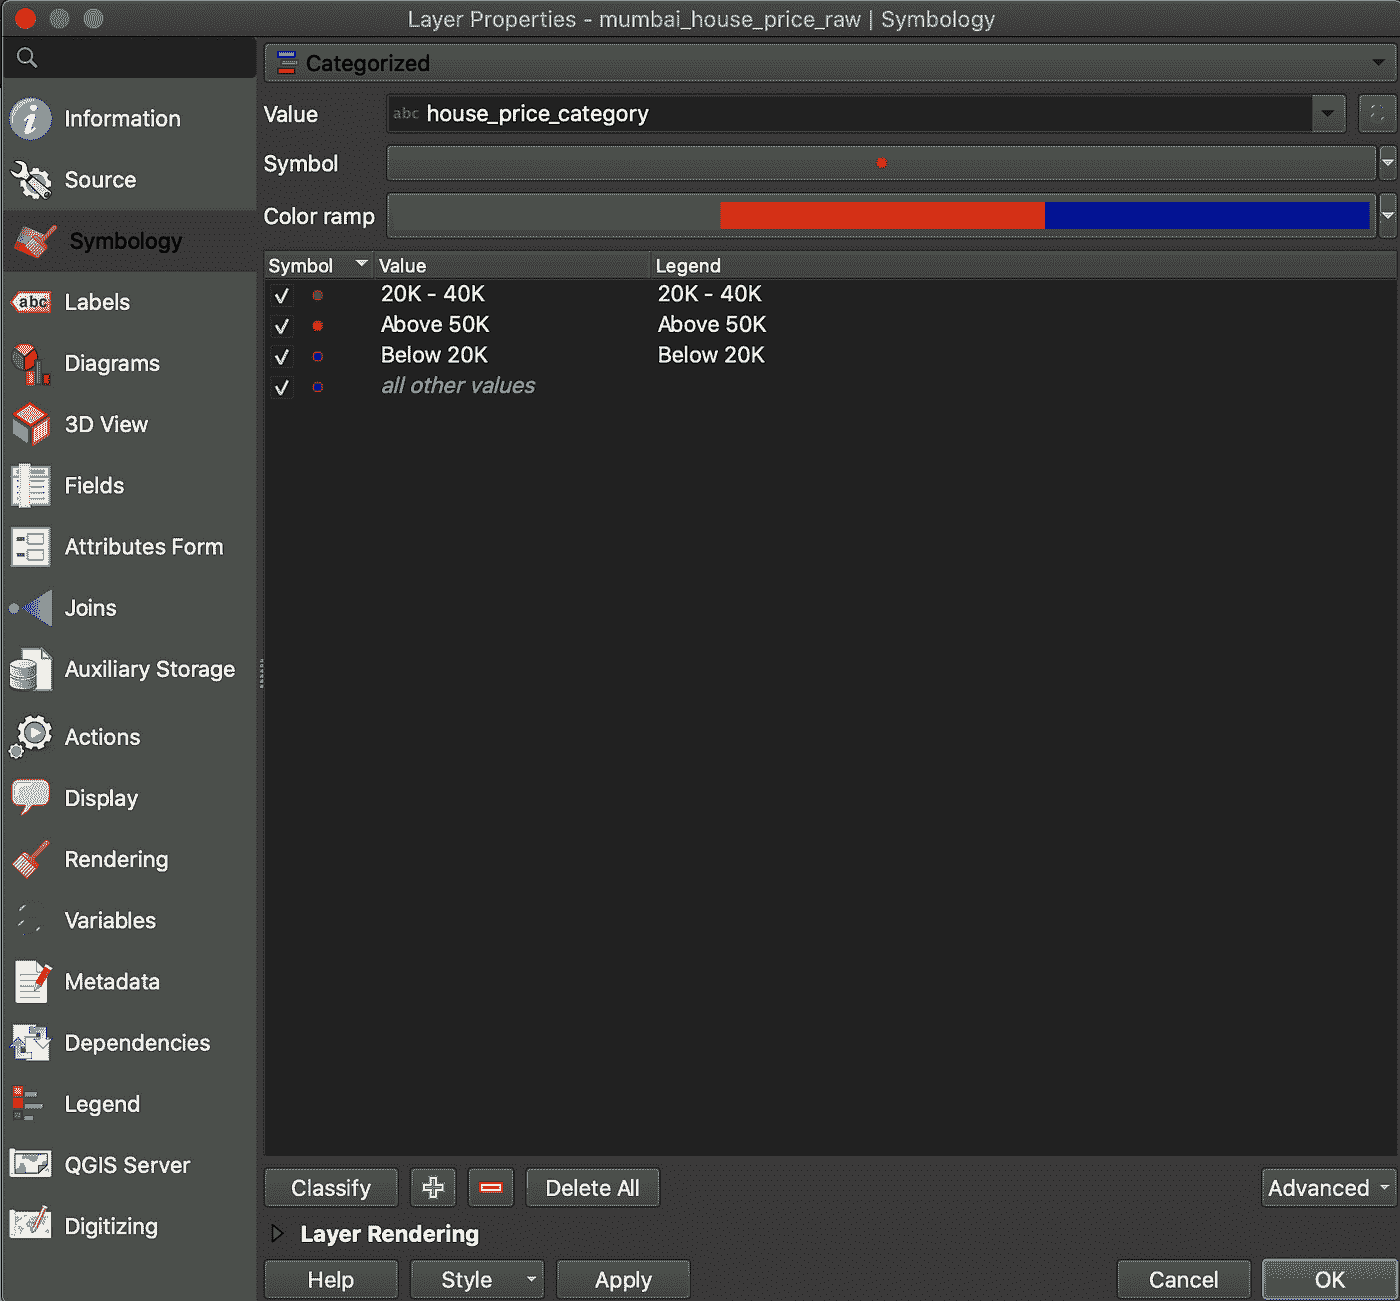 Layer Properties - mumbai_house_price_raw | Symbology
Information
Source
Symbology
abc Labels
Diagrams
3D View
Fields
Attributes Form
Joins
Auxiliary Storage
Actions
Display
Rendering
Variables
Metadata
Dependencies
Legend
QGIS Server
Digitizing
Categorized
Value abc house_price_category
Symbol
Color ramp
Symbol Value Legend
20K - 40K 20K - 40K
Above 50K Above 50K
Below 20K Below 20K
all other values
Classify Delete All Advanced
Layer Rendering
Help Style Apply Cancel OK